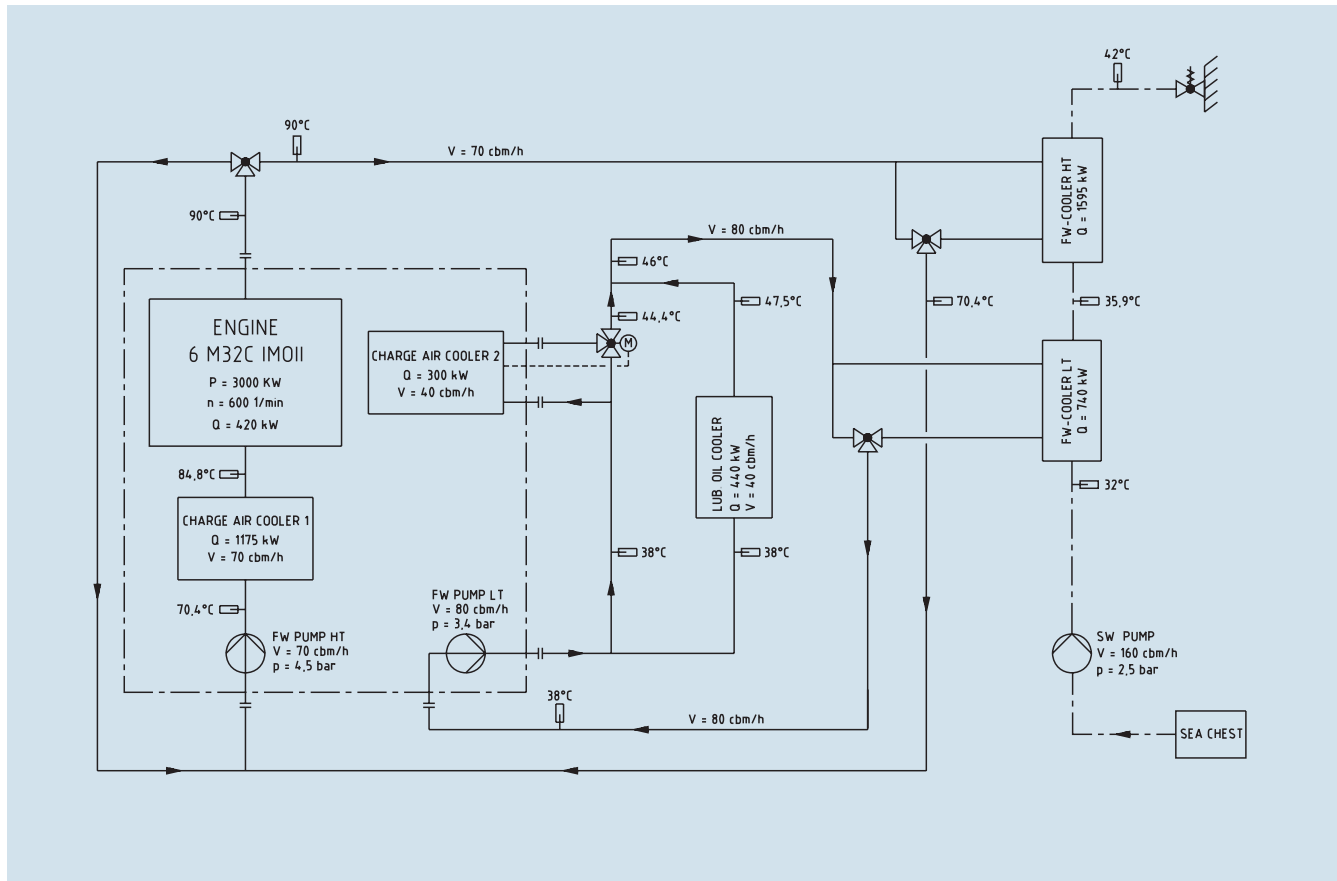 42°C
90°C
V = 70 cbm/h
FW-COOLER HT
Q = 1595 kW
90°C
V = 80 cbm/h
46°C
47,5°C
70,4°C
35,9°C
44,4°C
M
ENGINE
6 M32C IMOII
P = 3000 KW
n = 600 1/min
Q = 420 kW
CHARGE AIR COOLER 2
Q = 300 kW
V = 40 cbm/h
FW-COOLER LT
Q = 740 kW
LUB. OIL COOLER
Q = 440 kW
V = 40 cbm/h
84,8°C
32°C
CHARGE AIR COOLER 1
Q = 1175 kW
V = 70 cbm/h
38°C
38°C
70,4°C
FW PUMP LT
V = 80 cbm/h
p = 3,4 bar
FW PUMP HT
V = 70 cbm/h
p = 4,5 bar
SW PUMP
V = 160 cbm/h
p = 2,5 bar
38°C
V = 80 cbm/h
SEA CHEST